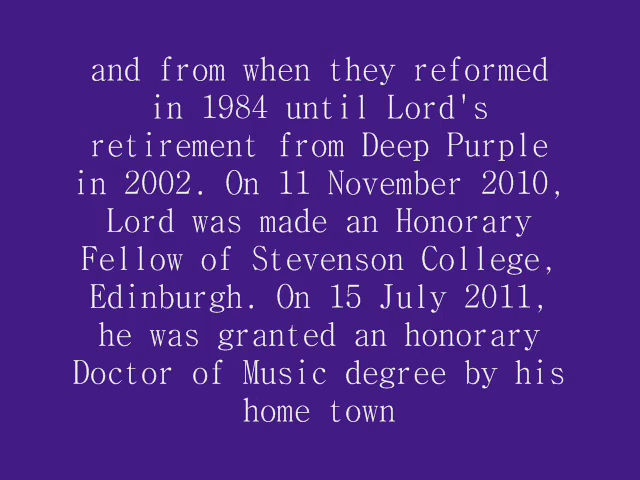 and from when they reformed
in 1984 until Lord's
retirement from Deep Purple
in 2002. On 11 November 2010,
Lord was made an Honorary
Fellow of Stevenson College,
Edinburgh. On 15 July 2011,
he was granted an honorary
Doctor of Music degree by his
home town